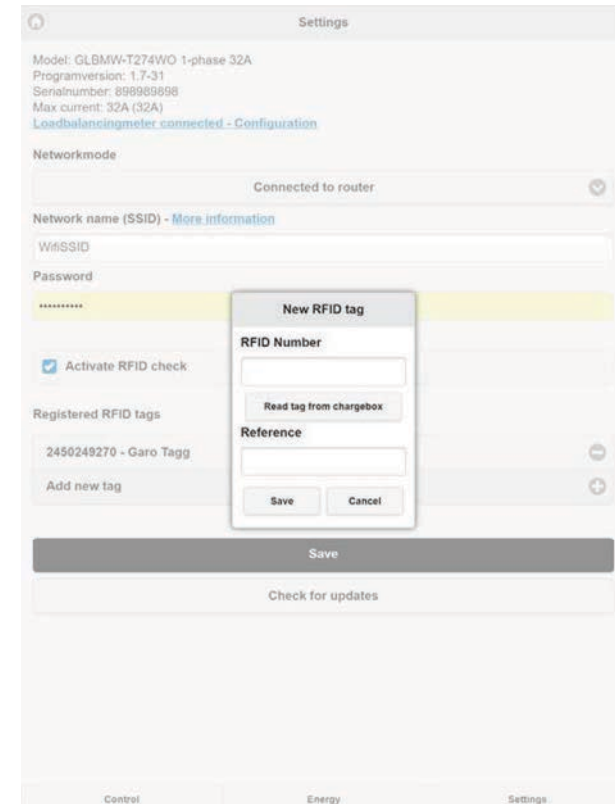 Settings
Model: GLBMW-T274WO 1-phase 32A
Programversion: 1.7-31
Serialnumber: 898989898
Max current: 32A (32A)
Loadbalancingmeter connected - Configuration
Networkmode
Connected to router
Network name (SSID) - More information
WifiSSID
Password
••••••••••
Activate RFID check
Registered RFID tags
2450249270 - Garo Tagg
Add new tag
New RFID tag
RFID Number
Read tag from chargebox
Reference
Save Cancel
Save
Check for updates
Control Energy Settings